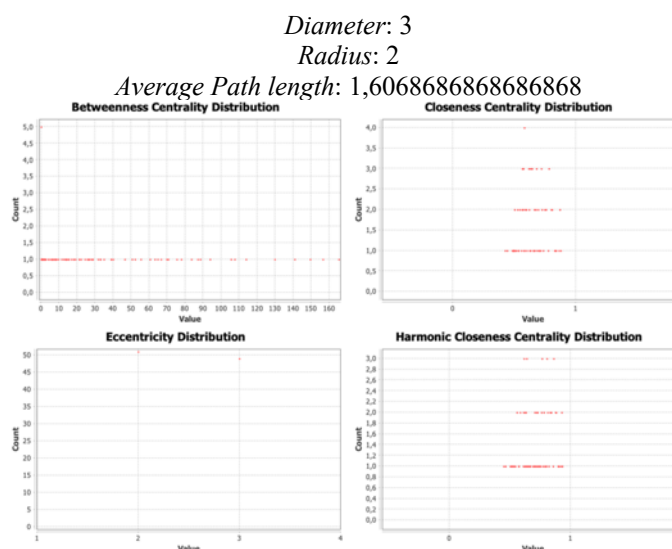 Diameter: 3
Radius: 2
Average Path length: 1,6068686868686868
Betweenness Centrality Distribution
5,0
4,5
4,0
3,5
3,0
2,5
2,0
1,5
1,0
0,5
0,0
Count
0 10 20 30 40 50 60 70 80 90 100 110 120 130 140 150 160
Value
Closeness Centrality Distribution
4,0
3,5
3,0
2,5
2,0
1,5
1,0
0,5
0,0
Count
0 1
Value
Eccentricity Distribution
50
45
40
35
30
25
20
15
10
5
0
Count
1 2 3 4
Value
Harmonic Closeness Centrality Distribution
3,0
2,8
2,6
2,4
2,2
2,0
1,8
1,6
1,4
1,2
1,0
0,8
0,6
0,4
0,2
0,0
Count
0 1
Value